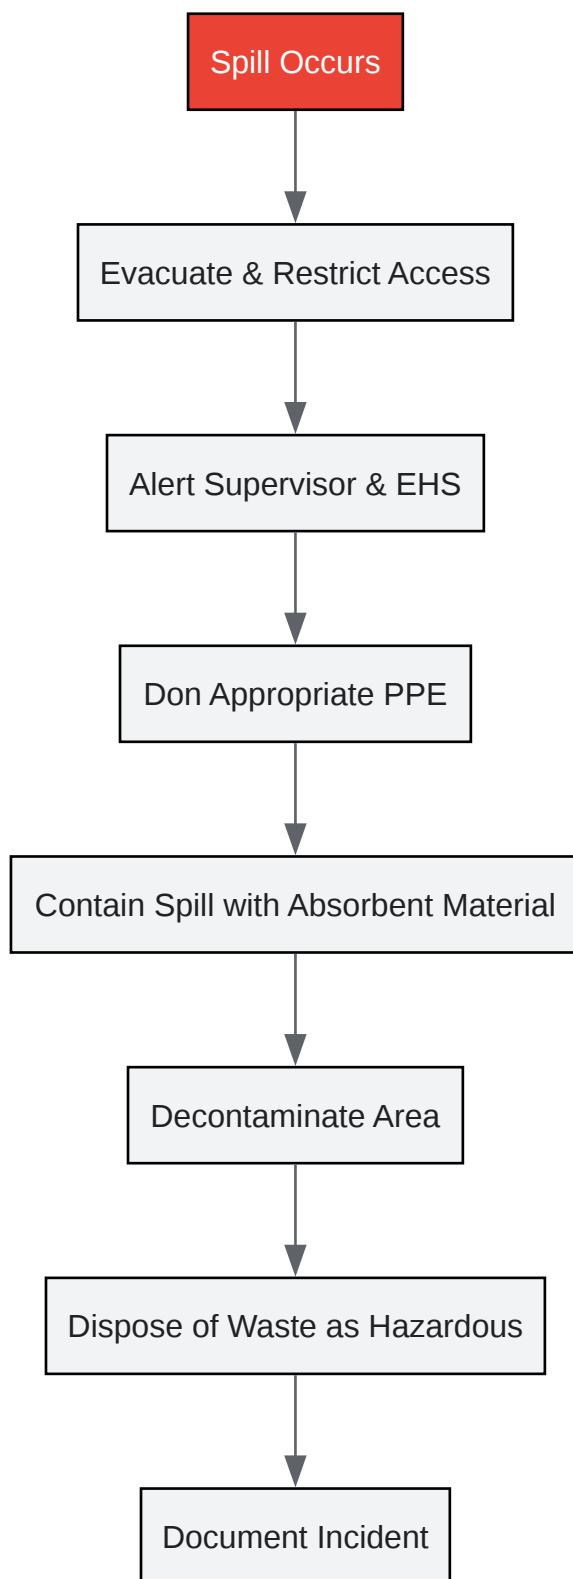 Spill Occurs
Evacuate & Restrict Access
Alert Supervisor & EHS
Don Appropriate PPE
Contain Spill with Absorbent Material
Decontaminate Area
Dispose of Waste as Hazardous
Document Incident